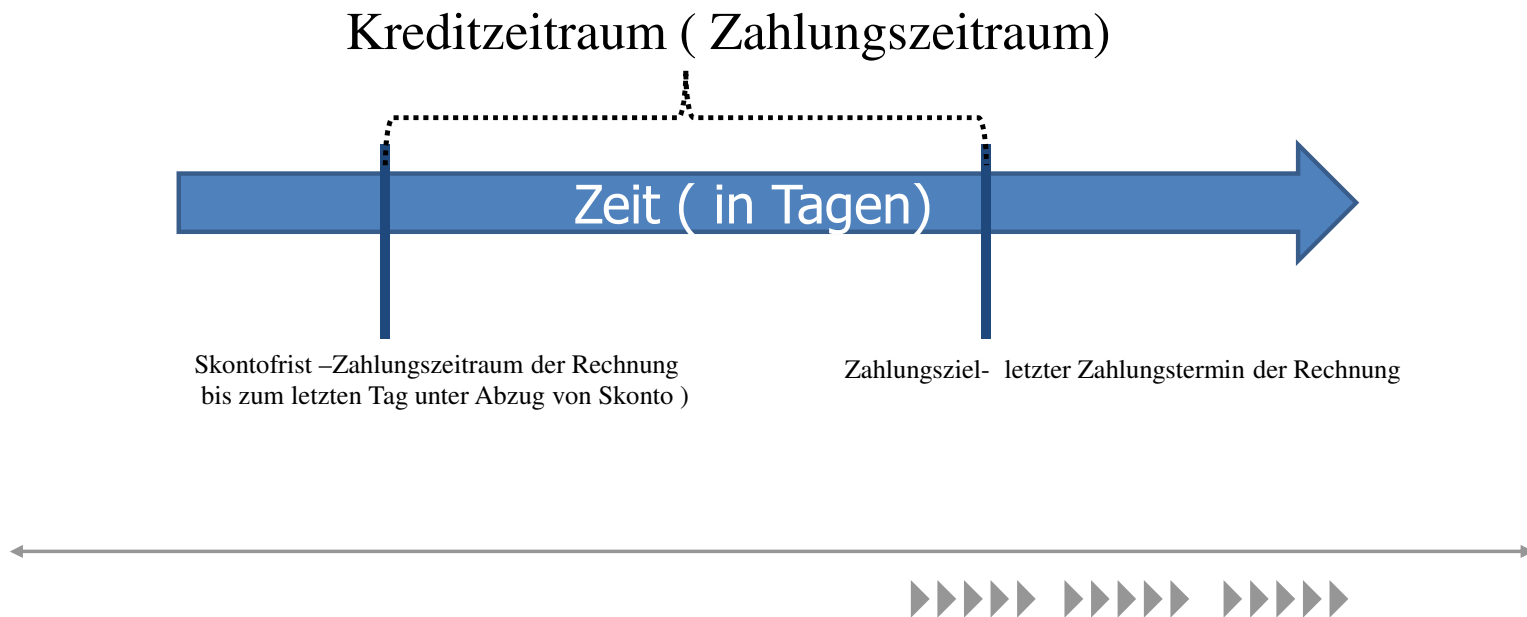 Kreditzeitraum ( Zahlungszeitraum)
Zeit ( in Tagen)
Skontofrist –Zahlungszeitraum der Rechnung
bis zum letzten Tag unter Abzug von Skonto )
Zahlungsziel- letzter Zahlungstermin der Rechnung